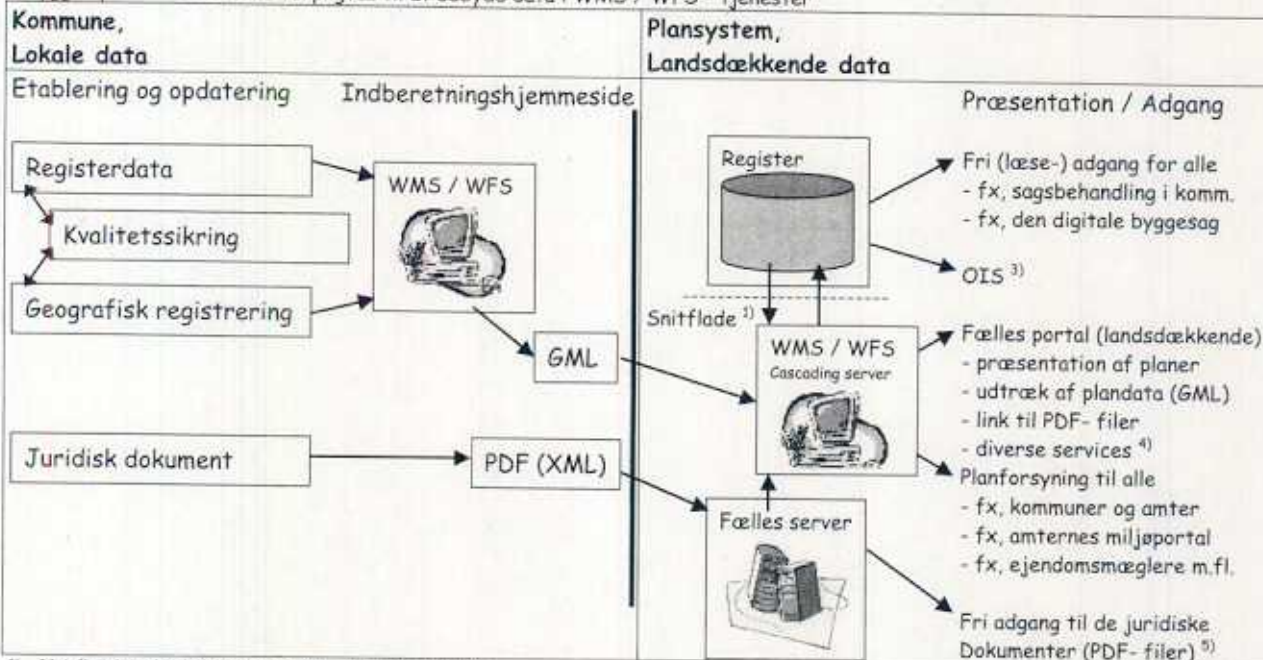 data i WMS / WFS - tjenester
Kommune,
Lokale data
Etablering og opdatering
Indberetningshjemmeside
Registerdata
Kvalitetssikring
Geografisk registrering
WMS / WFS
GML
Juridisk dokument
PDF (XML)
Plansystem,
Landsdækkende data
Præsentation / Adgang
Register
Snitflade 1)
WMS / WFS
Cascading server
Fælles server
Fri (læse-) adgang for alle
- fx, sagsbehandling i komm.
- fx, den digitale byggesag
OIS 3)
Fælles portal (landsdækkende)
- præsentation af planer
- udtræk af plandata (GML)
- link til PDF- filer
- diverse services 4)
Planforsyning til alle
- fx, kommuner og amter
- fx, amternes miljøportal
- fx, ejendomsmæglere m.fl.
Fri adgang til de juridiske
Dokumenter (PDF- filer) 5)